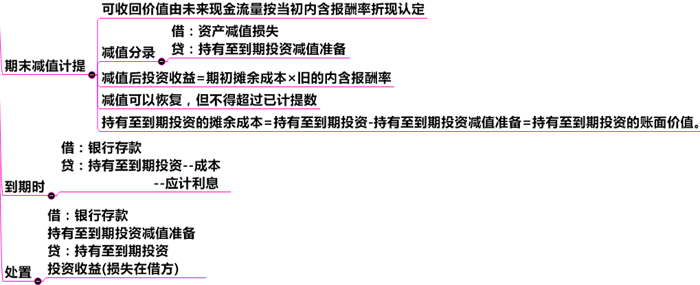 可收回价值由未来现金流量按当初内含报酬率折现认定
借：资产减值损失
减值分录
贷：持有至到期投资减值准备
期末减值计提
减值后投资收益=期初摊余成本×旧的内含报酬率
减值可以恢复，但不得超过已计提数
持有至到期投资的摊余成本=持有至到期投资-持有至到期投资减值准备=持有至到期投资的账面价值。
借：银行存款
贷：持有至到期投资--成本
到期时
--应计利息
借：银行存款
持有至到期投资减值准备
贷：持有至到期投资
处置
投资收益(损失在借方)